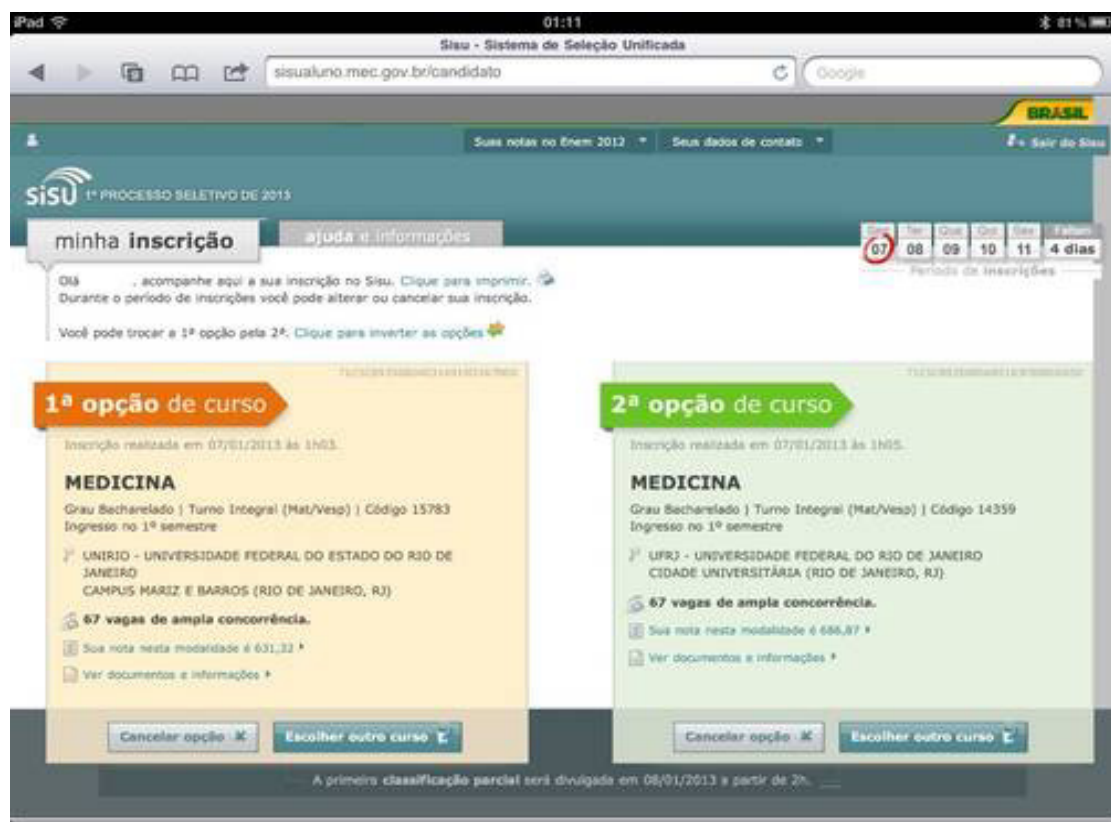 iPad 01:11 81 %
Sisu - Sistema de Seleção Unificada
sisualuno.mec.gov.br/candidato Google
BRASIL
Suas notas no Enem 2012 Seus dados de contato Sair do Sisu
SiSU 1º PROCESSO SELETIVO DE 2013
minha inscrição ajuda e informações
Seg Ter Qua Qui Sex Faltam
07 08 09 10 11 4 dias
Período de inscrições
Olá , acompanhe aqui a sua inscrição no Sisu. Clique para imprimir.
Durante o período de inscrições você pode alterar ou cancelar sua inscrição.
Você pode trocar a 1ª opção pela 2ª. Clique para inverter as opções
1ª opção de curso
Inscrição realizada em 07/01/2013 às 1h03.
MEDICINA
Grau Bacharelado | Turno Integral (Mat/Vesp) | Código 15783
Ingresso no 1º semestre
UNIRIO - UNIVERSIDADE FEDERAL DO ESTADO DO RIO DE
JANEIRO
CAMPUS MARIZ E BARROS (RIO DE JANEIRO, RJ)
67 vagas de ampla concorrência.
Sua nota nesta modalidade é 631,32
Ver documentos e informações
Cancelar opção Escolher outro curso
2ª opção de curso
Inscrição realizada em 07/01/2013 às 1h05.
MEDICINA
Grau Bacharelado | Turno Integral (Mat/Vesp) | Código 14359
Ingresso no 1º semestre
UFRJ - UNIVERSIDADE FEDERAL DO RIO DE JANEIRO
CIDADE UNIVERSITÁRIA (RIO DE JANEIRO, RJ)
67 vagas de ampla concorrência.
Sua nota nesta modalidade é 686,87
Ver documentos e informações
Cancelar opção Escolher outro curso
A primeira classificação parcial será divulgada em 08/01/2013 a partir de 2h.